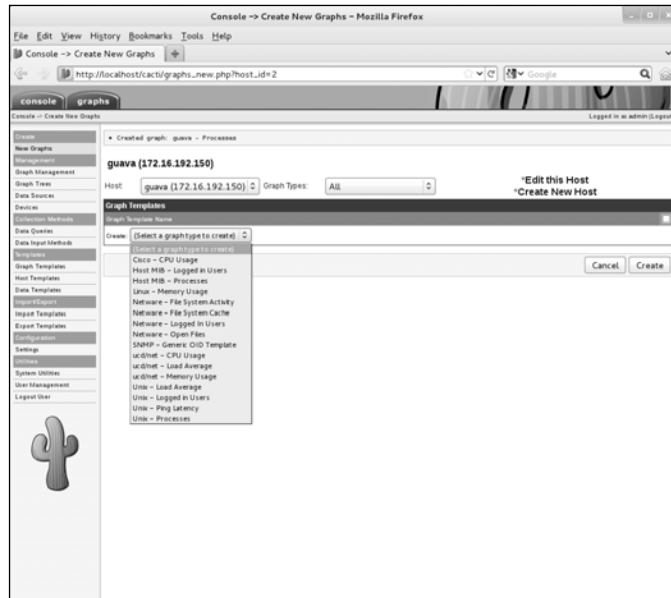 Console -> Create New Graphs - Mozilla Firefox
File Edit View History Bookmarks Tools Help
Console -> Create New Graphs
http://localhost/cacti/graphs_new.php?host_id=2
Google
console graphs
Console -> Create New Graphs
Logged in as admin (Logout
Create
New Graphs
Management
Graph Management
Graph Trees
Data Sources
Devices
Collection Methods
Data Queries
Data Input Methods
Templates
Graph Templates
Host Templates
Data Templates
Import/Export
Import Templates
Export Templates
Configuration
Settings
Utilities
System Utilities
User Management
Logout User
+ Created graph: guava - Processes
guava (172.16.192.150)
Host: guava (172.16.192.150) Graph Types: All
*Edit this Host
*Create New Host
Graph Templates
Graph Template Name
Create: (Select a graph type to create)
(Select a graph type to create)
Cisco - CPU Usage
Host MIB - Logged in Users
Host MIB - Processes
Linux - Memory Usage
Netware - File System Activity
Netware - File System Cache
Netware - Logged In Users
Netware - Open Files
SNMP - Generic OID Template
ucd/net - CPU Usage
ucd/net - Load Average
ucd/net - Memory Usage
Unix - Load Average
Unix - Logged in Users
Unix - Ping Latency
Unix - Processes
Cancel Create